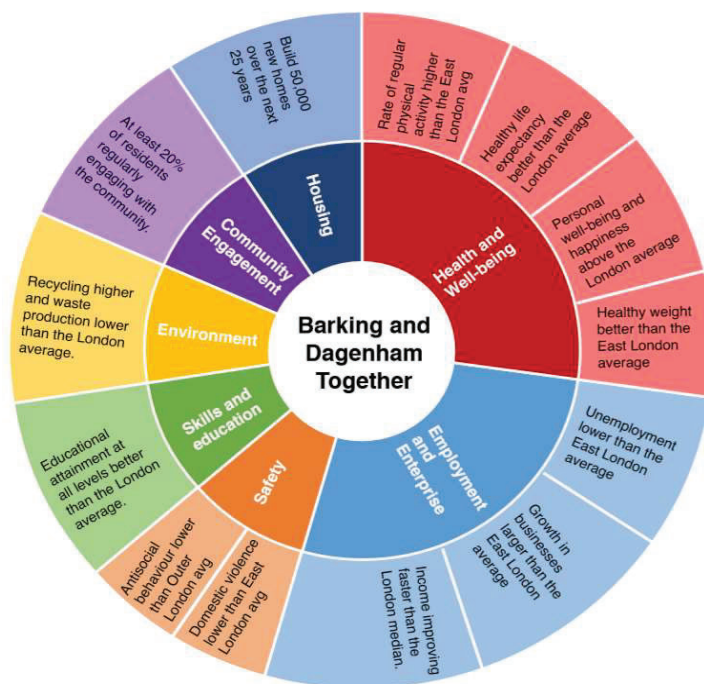 Barking and
Dagenham
Together
Health and
Well-being
Rate of regular
physical
activity higher
than the East
London avg
Healthy life
expectancy
better than the
London average
Personal
well-being and
happiness
above the
London average
Healthy weight
better than the
East London
average
Employment
and
Enterprise
Unemployment
lower than the
East London
average
Growth in
businesses
larger than the
East London
average
Income improving
faster than the
London median.
Safety
Domestic violence
lower than East
London avg
Antisocial
behaviour lower
than Outer
London avg
Skills and
education
Educational
attainment at
all levels better
than the London
average.
Environment
Recycling higher
and waste
production lower
than the London
average.
Community
Engagement
At least 20%
of residents
regularly
engaging with
the community.
Housing
Build 50,000
new homes
over the next
25 years